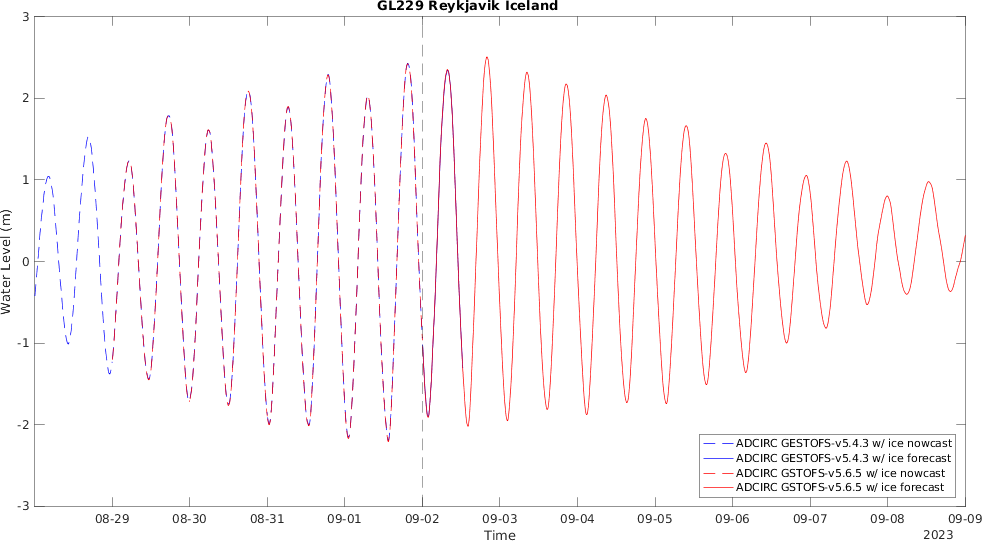 GL229 Reykjavik Iceland
3
2
1
0
-1
-2
-3
Water Level (m)
08-29 08-30 08-31 09-01 09-02 09-03 09-04 09-05 09-06 09-07 09-08 09-09
Time
2023
ADCIRC GESTOFS-v5.4.3 w/ ice nowcast
ADCIRC GESTOFS-v5.4.3 w/ ice forecast
ADCIRC GSTOFS-v5.6.5 w/ ice nowcast
ADCIRC GSTOFS-v5.6.5 w/ ice forecast